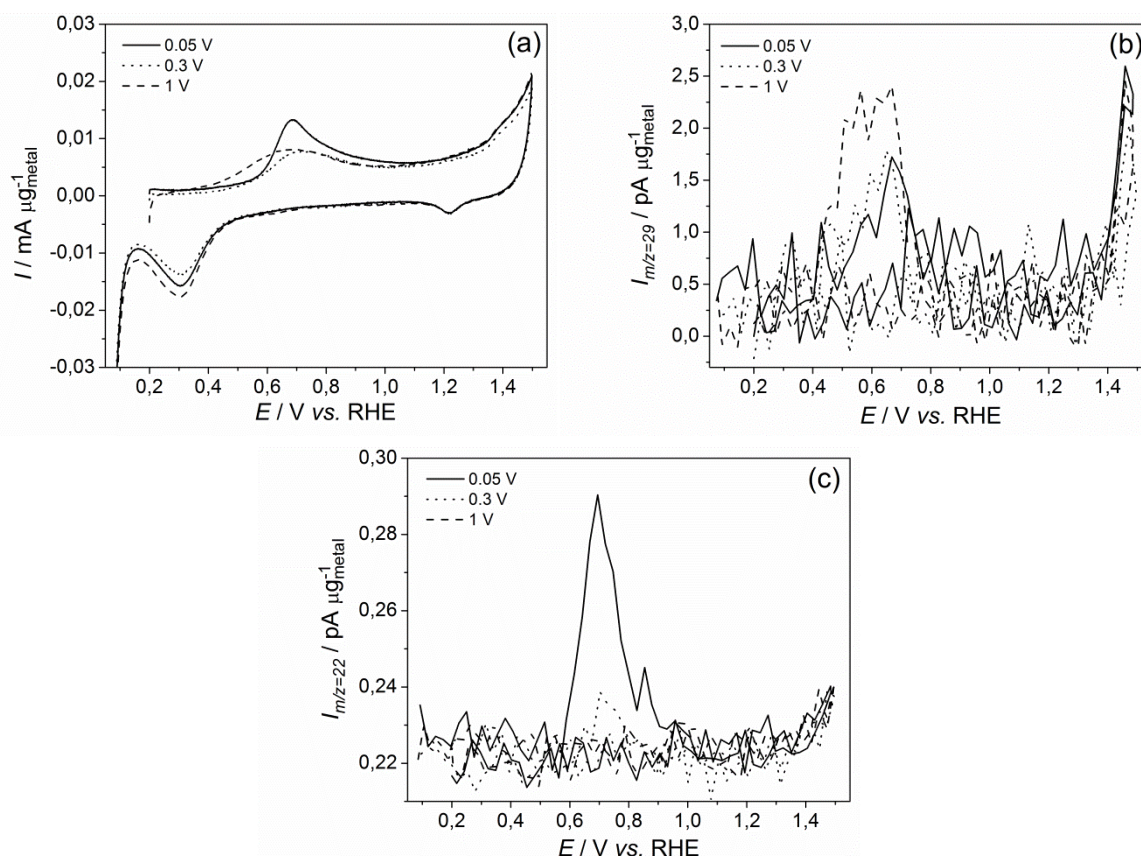 (a)
0.05 V
0.3 V
1 V
I / mA µg⁻¹metal
0,03
0,02
0,01
0,00
-0,01
-0,02
-0,03
0,2 0,4 0,6 0,8 1,0 1,2 1,4
E / V vs. RHE
(b)
0.05 V
0.3 V
1 V
I m/z=29 / pA µg⁻¹metal
3,0
2,5
2,0
1,5
1,0
0,5
0,0
0,2 0,4 0,6 0,8 1,0 1,2 1,4
E / V vs. RHE
(c)
0.05 V
0.3 V
1 V
I m/z=22 / pA µg⁻¹metal
0,30
0,28
0,26
0,24
0,22
0,2 0,4 0,6 0,8 1,0 1,2 1,4
E / V vs. RHE